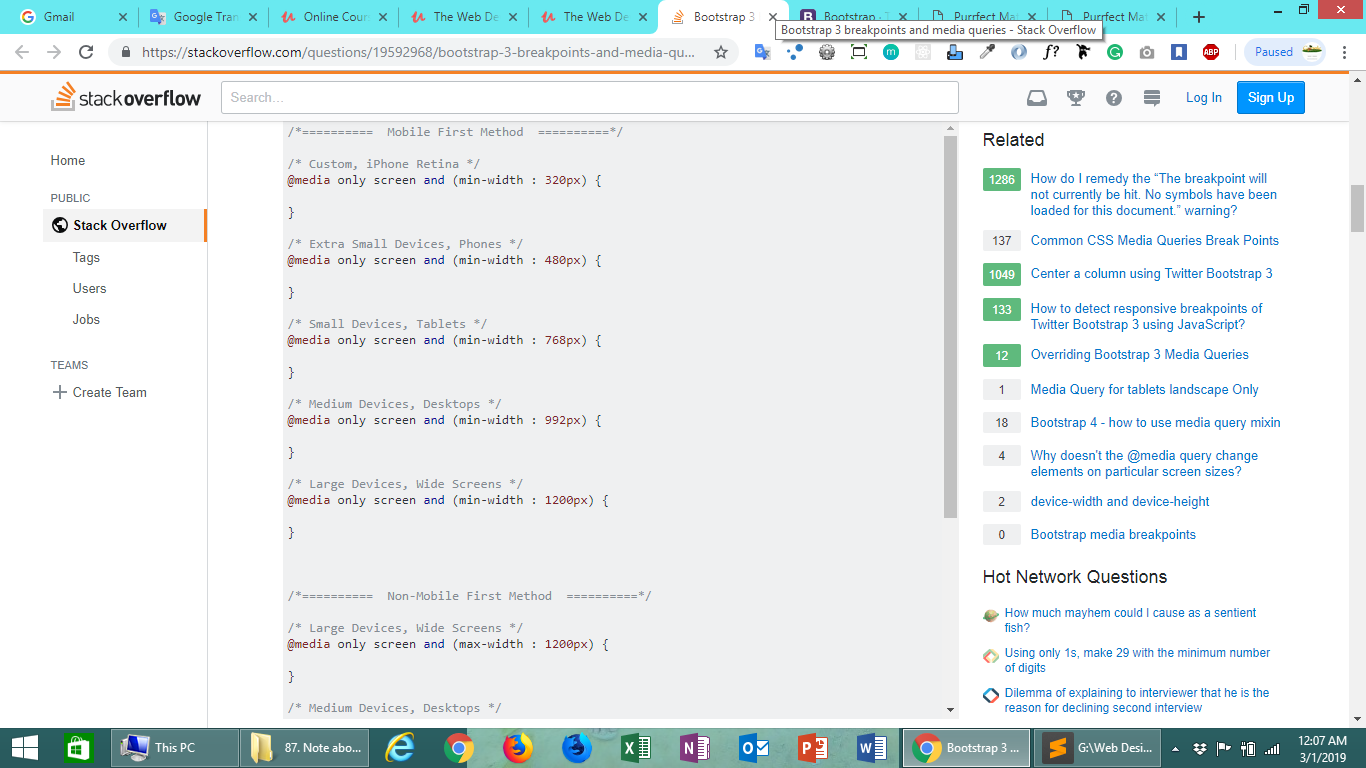 Gmail
Google Tran
Online Cours
The Web De
The Web De
Bootstrap 3
Bootstrap · T
Purrfect Mat
Purrfect Mat
Bootstrap 3 breakpoints and media queries - Stack Overflow
https://stackoverflow.com/questions/19592968/bootstrap-3-breakpoints-and-media-qu...
f?
ABP
Paused
stackoverflow
Search...
Log In
Sign Up
Home
PUBLIC
Stack Overflow
Tags
Users
Jobs
TEAMS
Create Team
/*==========  Mobile First Method  ==========*/
/* Custom, iPhone Retina */
@media only screen and (min-width : 320px) {
}
/* Extra Small Devices, Phones */
@media only screen and (min-width : 480px) {
}
/* Small Devices, Tablets */
@media only screen and (min-width : 768px) {
}
/* Medium Devices, Desktops */
@media only screen and (min-width : 992px) {
}
/* Large Devices, Wide Screens */
@media only screen and (min-width : 1200px) {
}
/*==========  Non-Mobile First Method  ==========*/
/* Large Devices, Wide Screens */
@media only screen and (max-width : 1200px) {
}
/* Medium Devices, Desktops */
Related
1286 How do I remedy the “The breakpoint will
not currently be hit. No symbols have been
loaded for this document.” warning?
137 Common CSS Media Queries Break Points
1049 Center a column using Twitter Bootstrap 3
133 How to detect responsive breakpoints of
Twitter Bootstrap 3 using JavaScript?
12 Overriding Bootstrap 3 Media Queries
1 Media Query for tablets landscape Only
18 Bootstrap 4 - how to use media query mixin
4 Why doesn't the @media query change
elements on particular screen sizes?
2 device-width and device-height
0 Bootstrap media breakpoints
Hot Network Questions
How much mayhem could I cause as a sentient
fish?
Using only 1s, make 29 with the minimum number
of digits
Dilemma of explaining to interviewer that he is the
reason for declining second interview
This PC
87. Note abo...
Bootstrap 3 ...
G:\Web Desi...
12:07 AM
3/1/2019